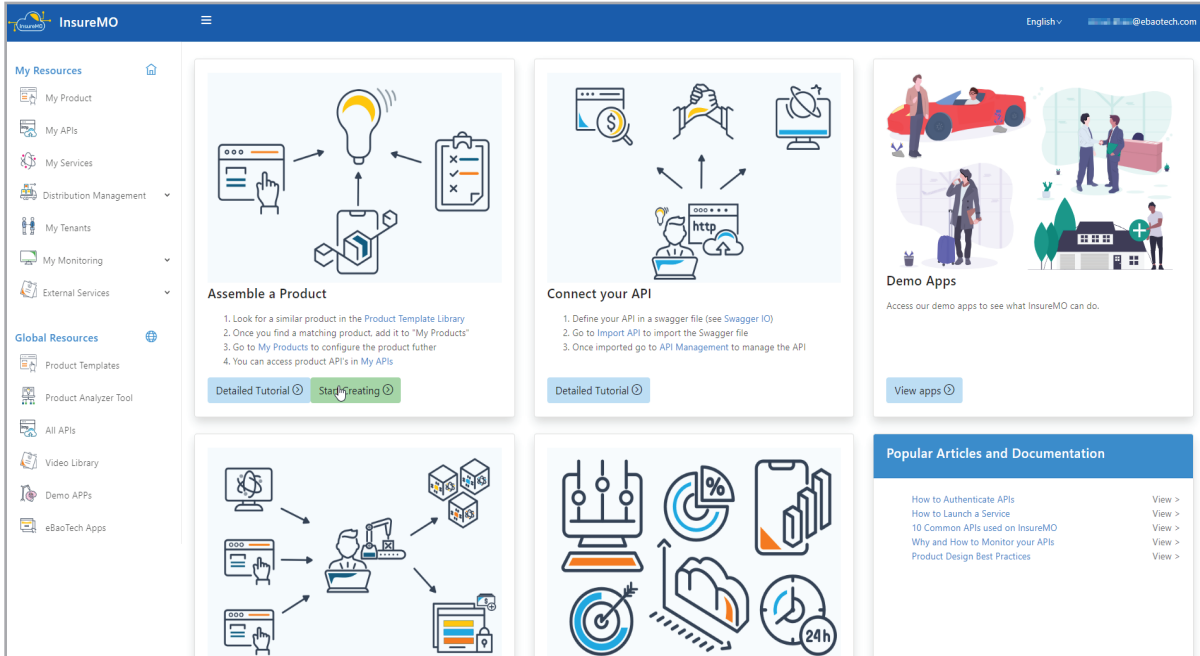 InsureMO
InsureMO
English
@ebaotech.com
My Resources
My Product
My APIs
My Services
Distribution Management
My Tenants
My Monitoring
External Services
Global Resources
Product Templates
Product Analyzer Tool
All APIs
Video Library
Demo APPs
eBaoTech Apps
Assemble a Product
1. Look for a similar product in the Product Template Library
2. Once you find a matching product, add it to "My Products"
3. Go to My Products to configure the product futher
4. You can access product API's in My APIs
Detailed Tutorial
Start Creating
http
Connect your API
1. Define your API in a swagger file (see Swagger IO)
2. Go to Import API to import the Swagger file
3. Once imported go to API Management to manage the API
Detailed Tutorial
Demo Apps
Access our demo apps to see what InsureMO can do.
View apps
%
24h
Popular Articles and Documentation
How to Authenticate APIs View >
How to Launch a Service View >
10 Common APIs used on InsureMO View >
Why and How to Monitor your APIs View >
Product Design Best Practices View >